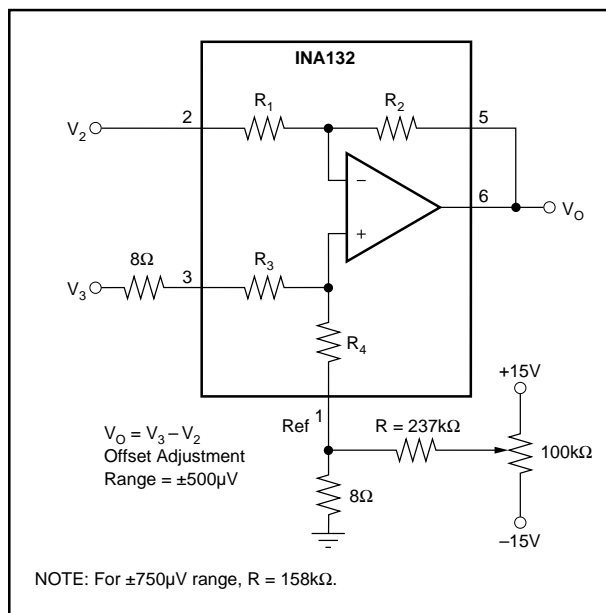 INA132
R1
R2
2
5
V2
−
6
VO
+
8Ω
3
R3
V3
R4
+15V
1
Ref
R = 237kΩ
VO = V3 – V2
Offset Adjustment
Range = ±500µV
100kΩ
8Ω
–15V
NOTE: For ±750µV range, R = 158kΩ.